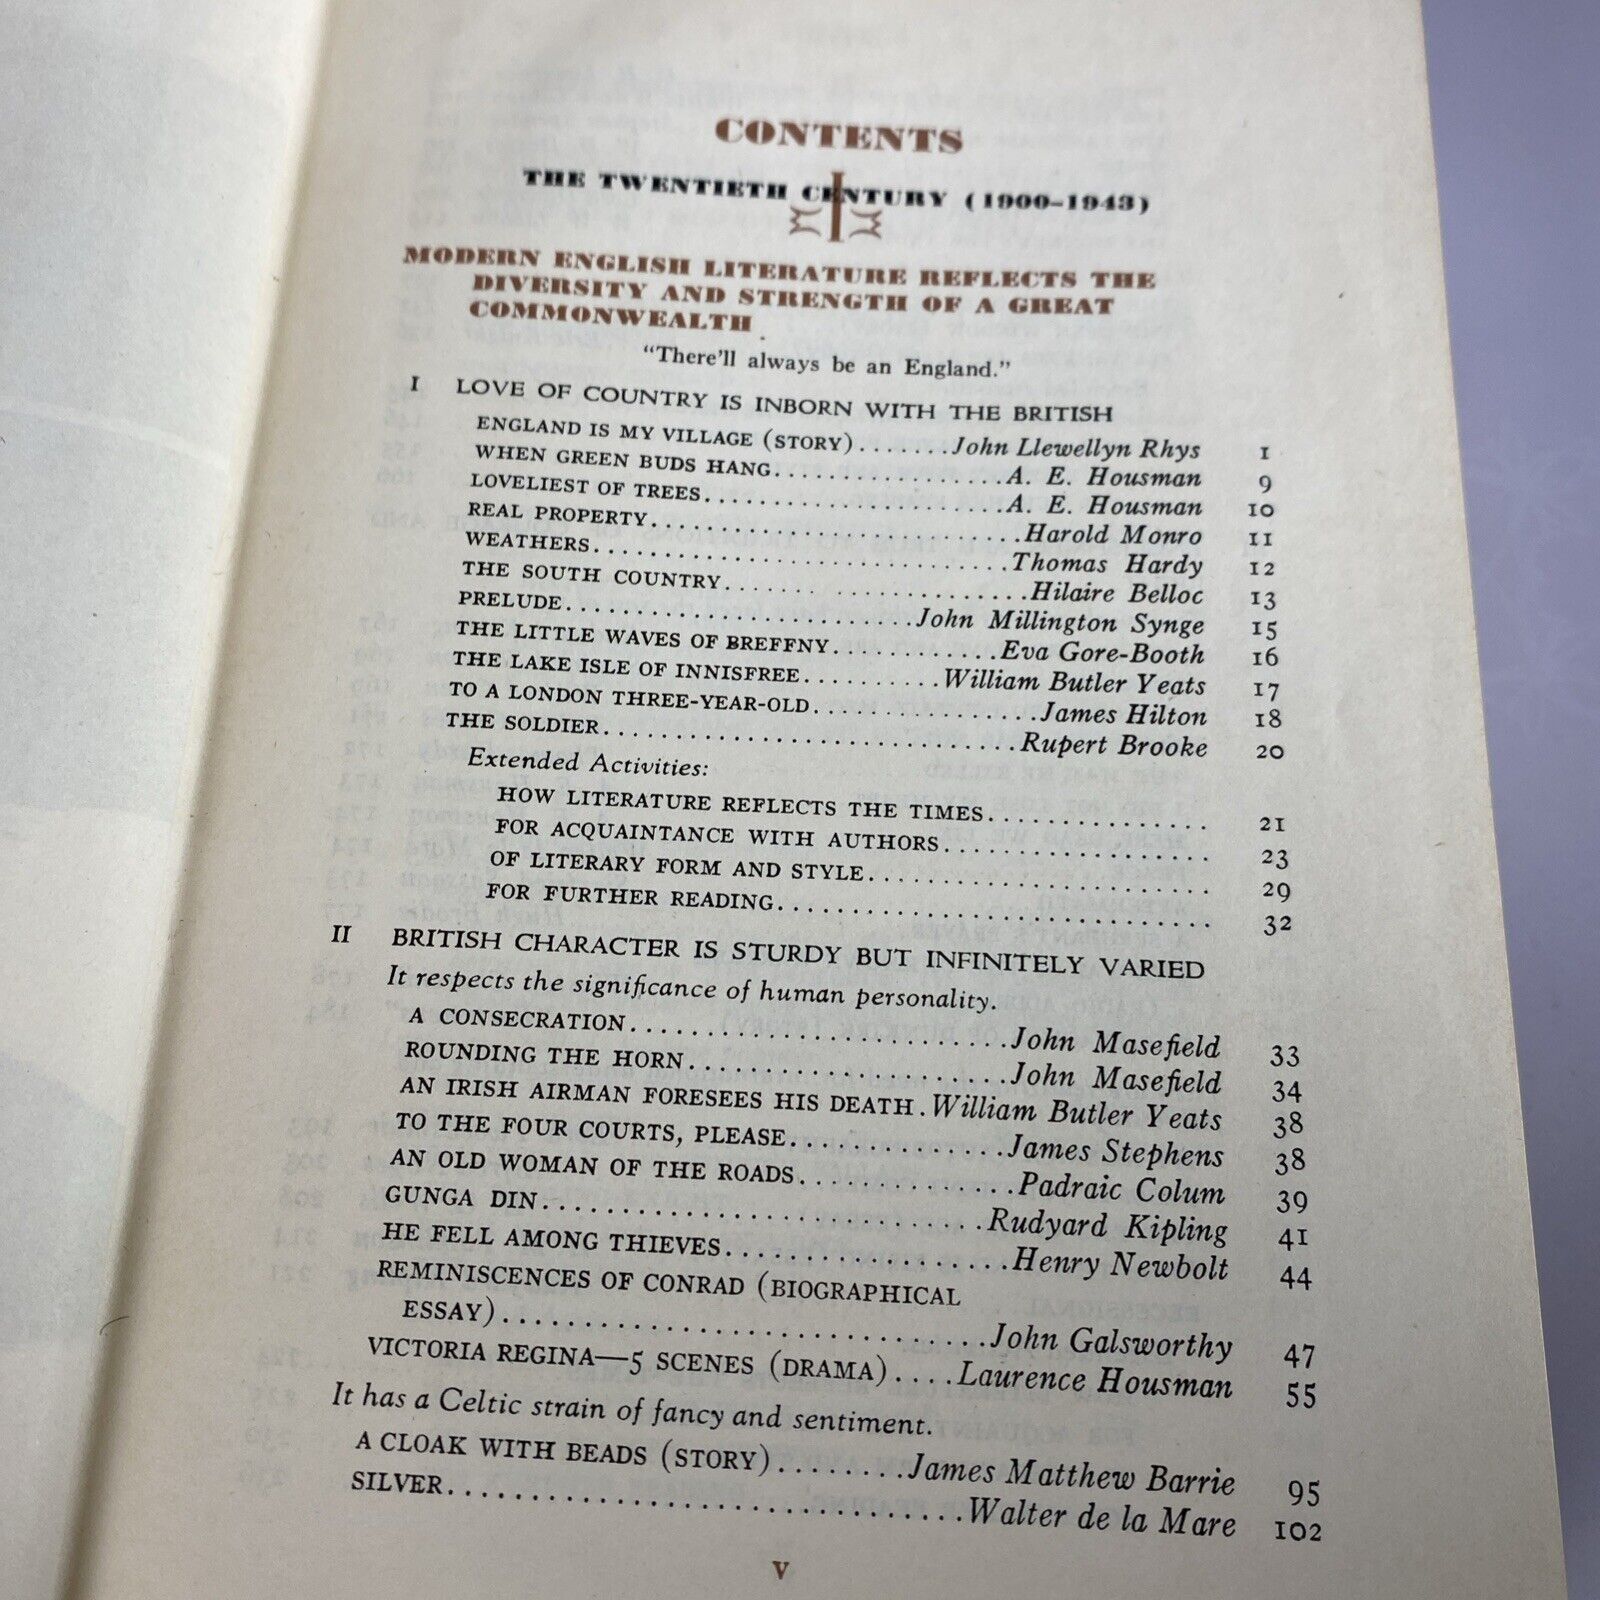 CONTENTS
THE TWENTIETH CENTURY (1900–1943)
MODERN ENGLISH LITERATURE REFLECTS THE
DIVERSITY AND STRENGTH OF A GREAT
COMMONWEALTH
"There'll always be an England."
I LOVE OF COUNTRY IS INBORN WITH THE BRITISH
ENGLAND IS MY VILLAGE (STORY).......John Llewellyn Rhys 1
WHEN GREEN BUDS HANG..................A. E. Housman 9
LOVELIEST OF TREES.......................A. E. Housman 10
REAL PROPERTY............................Harold Monro 11
WEATHERS................................Thomas Hardy 12
THE SOUTH COUNTRY........ ................Hilaire Belloc 13
PRELUDE..........................John Millington Synge 15
THE LITTLE WAVES OF BREFFNY............Eva Gore-Booth 16
THE LAKE ISLE OF INNISFREE..........William Butler Yeats 17
TO A LONDON THREE-YEAR-OLD................James Hilton 18
THE SOLDIER..............................Rupert Brooke 20
Extended Activities:
HOW LITERATURE REFLECTS THE TIMES................ 21
FOR ACQUAINTANCE WITH AUTHORS................... 23
OF LITERARY FORM AND STYLE......................... 29
FOR FURTHER READING............................... 32
II BRITISH CHARACTER IS STURDY BUT INFINITELY VARIED
It respects the significance of human personality.
A CONSECRATION..........................John Masefield 33
ROUNDING THE HORN......................John Masefield 34
AN IRISH AIRMAN FORESEES HIS DEATH.William Butler Yeats 38
TO THE FOUR COURTS, PLEASE..............James Stephens 38
AN OLD WOMAN OF THE ROADS..............Padraic Colum 39
GUNGA DIN..............................Rudyard Kipling 41
HE FELL AMONG THIEVES..................Henry Newbolt 44
REMINISCENCES OF CONRAD (BIOGRAPHICAL
ESSAY)................................John Galsworthy 47
VICTORIA REGINA—5 SCENES (DRAMA)....Laurence Housman 55
It has a Celtic strain of fancy and sentiment.
A CLOAK WITH BEADS (STORY)........James Matthew Barrie 95
SILVER................................Walter de la Mare 102
v